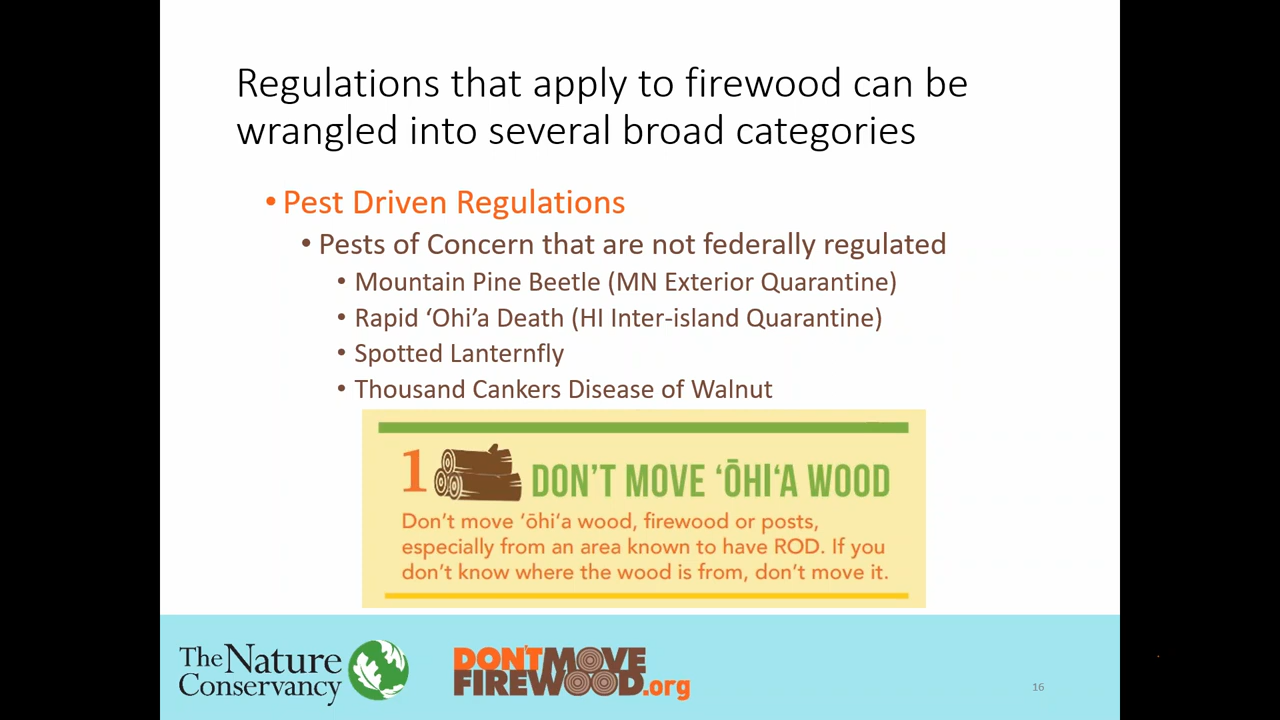 Regulations that apply to firewood can be
wrangled into several broad categories
• Pest Driven Regulations
• Pests of Concern that are not federally regulated
• Mountain Pine Beetle (MN Exterior Quarantine)
• Rapid ‘Ohi’a Death (HI Inter-island Quarantine)
• Spotted Lanternfly
• Thousand Cankers Disease of Walnut
1 DON’T MOVE ‘ŌHI‘A WOOD
Don’t move ‘ōhi‘a wood, firewood or posts,
especially from an area known to have ROD. If you
don’t know where the wood is from, don’t move it.
The Nature
Conservancy
DON'T MOVE
FIREWOOD.org
16